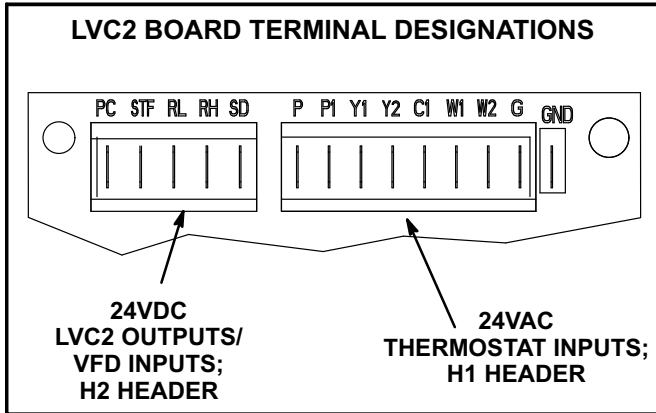 LVC2 BOARD TERMINAL DESIGNATIONS
PC STF RL RH SD P P1 Y1 Y2 C1 W1 W2 G GND
24VDC
LVC2 OUTPUTS/
VFD INPUTS;
H2 HEADER
24VAC
THERMOSTAT INPUTS;
H1 HEADER